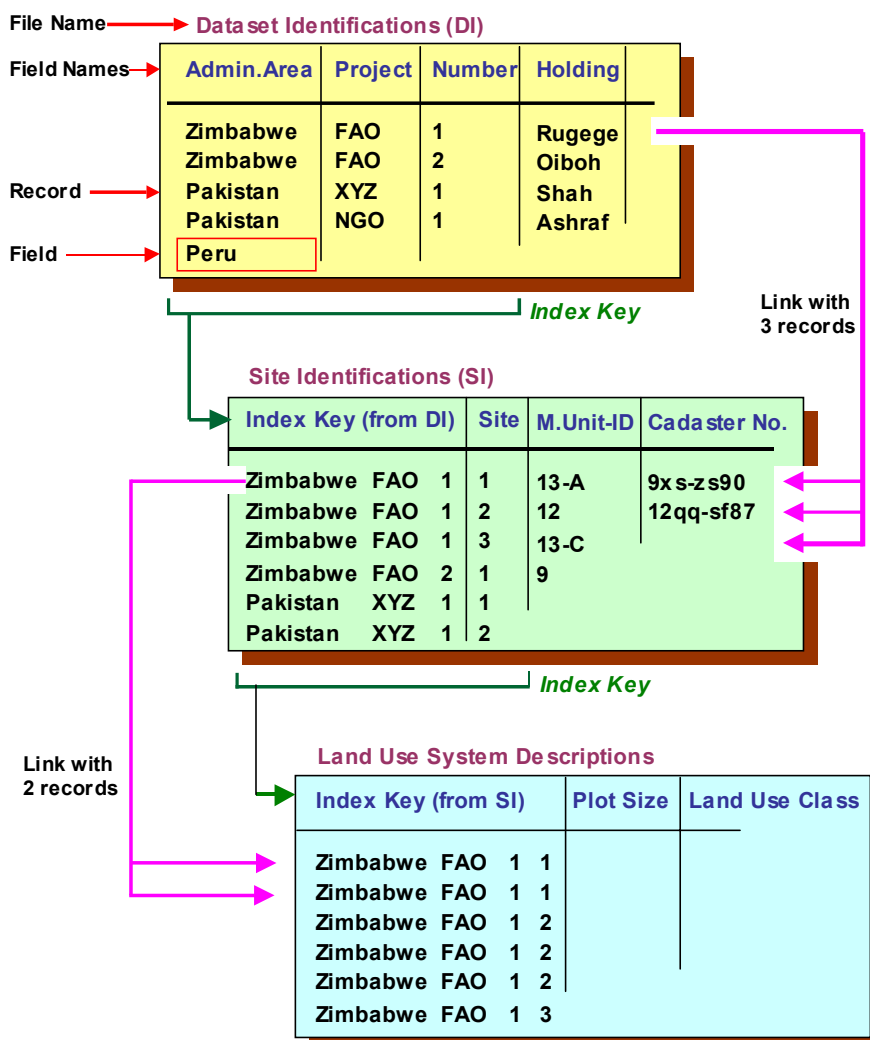 File Name Dataset Identifications (DI)
Field Names Admin.Area Project Number Holding
Zimbabwe FAO 1 Rugege
Zimbabwe FAO 2 Oiboh
Record Pakistan XYZ 1 Shah
Pakistan NGO 1 Ashraf
Field Peru
Index Key
Link with
3 records
Site Identifications (SI)
Index Key (from DI) Site M.Unit-ID Cadaster No.
Zimbabwe FAO 1 1 13-A 9xs-zs90
Zimbabwe FAO 1 2 12 12qq-sf87
Zimbabwe FAO 1 3 13-C
Zimbabwe FAO 2 1 9
Pakistan XYZ 1 1
Pakistan XYZ 1 2
Index Key
Link with
2 records
Land Use System Descriptions
Index Key (from SI) Plot Size Land Use Class
Zimbabwe FAO 1 1
Zimbabwe FAO 1 1
Zimbabwe FAO 1 2
Zimbabwe FAO 1 2
Zimbabwe FAO 1 2
Zimbabwe FAO 1 3